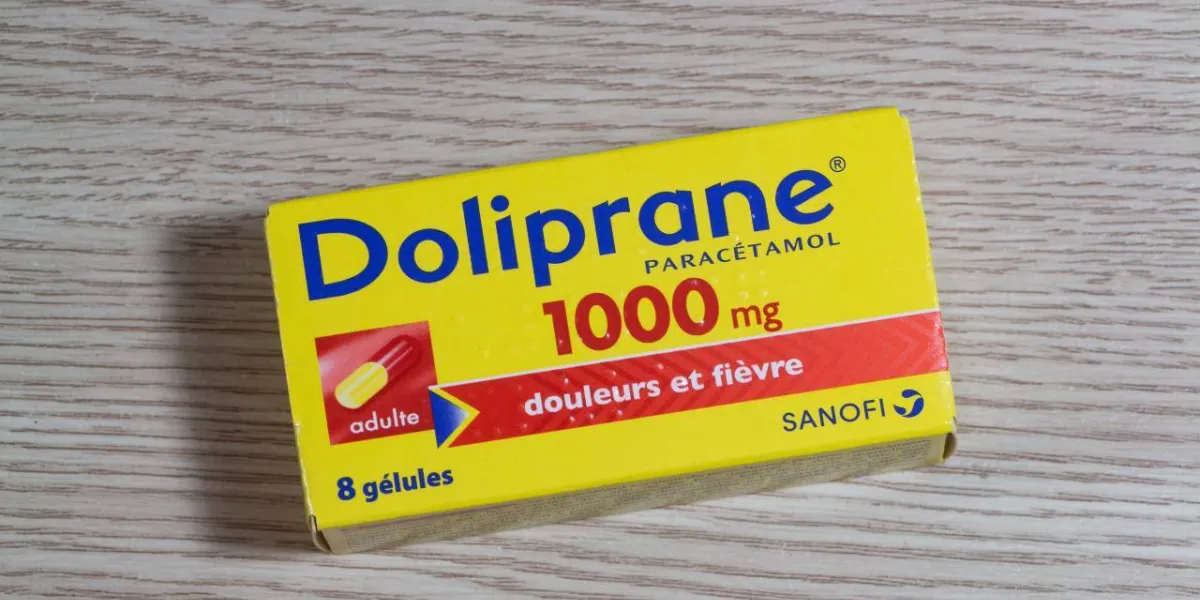 Doliprane®
PARACÉTAMOL
1000 mg
douleurs et fièvre
adulte
SANOFI
8 gélules